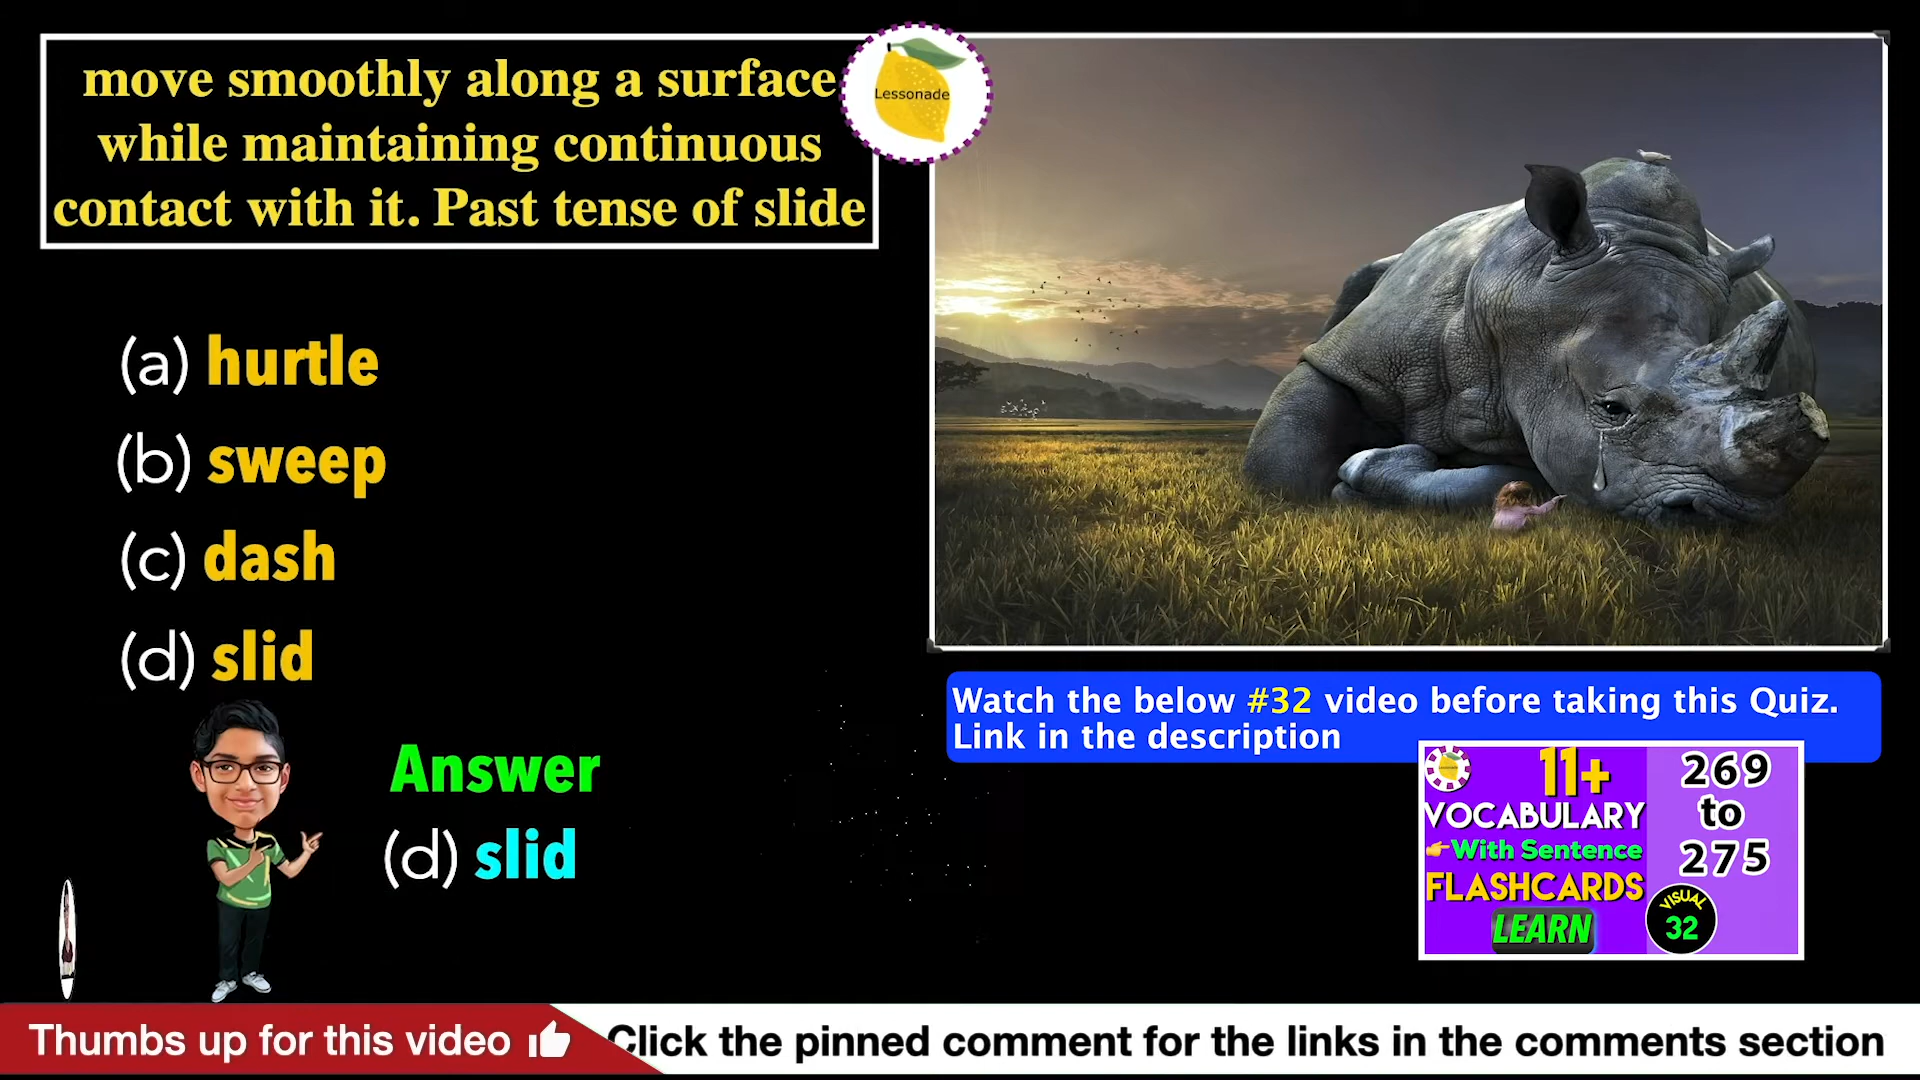 move smoothly along a surface
while maintaining continuous
contact with it. Past tense of slide
Lessonade
(a) hurtle
(b) sweep
(c) dash
(d) slid
Answer
(d) slid
Watch the below #32 video before taking this Quiz.
Link in the description
11+
VOCABULARY
With Sentence
FLASHCARDS
LEARN
269
to
275
VISUAL
32
Thumbs up for this video
Click the pinned comment for the links in the comments section